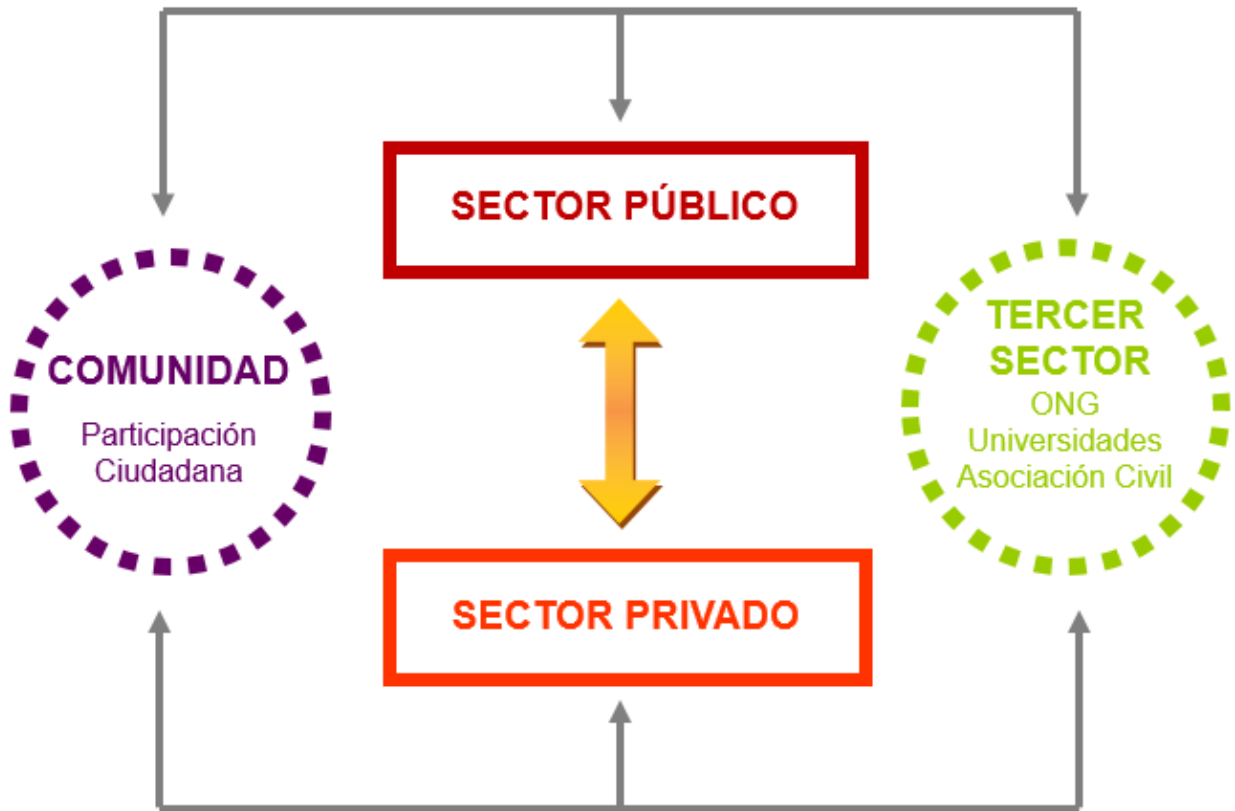 SECTOR PÚBLICO
COMUNIDAD
Participación
Ciudadana
TERCER
SECTOR
ONG
Universidades
Asociación Civil
SECTOR PRIVADO